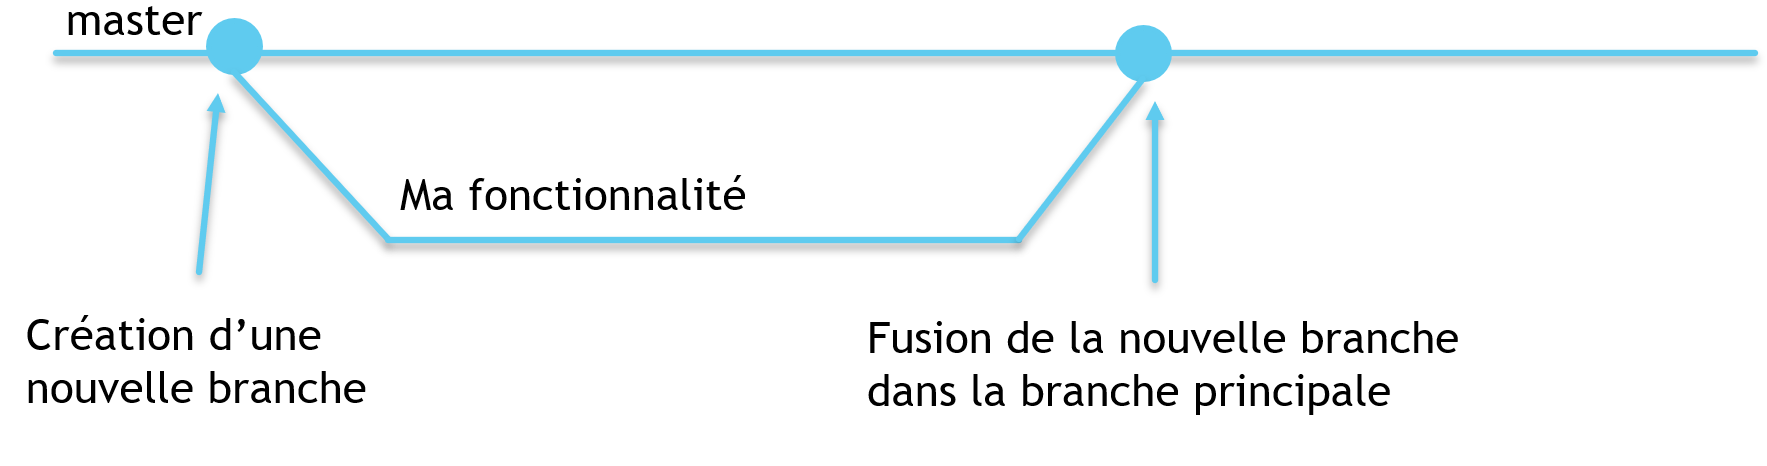 master
Ma fonctionnalité
Création d’une
nouvelle branche
Fusion de la nouvelle branche
dans la branche principale